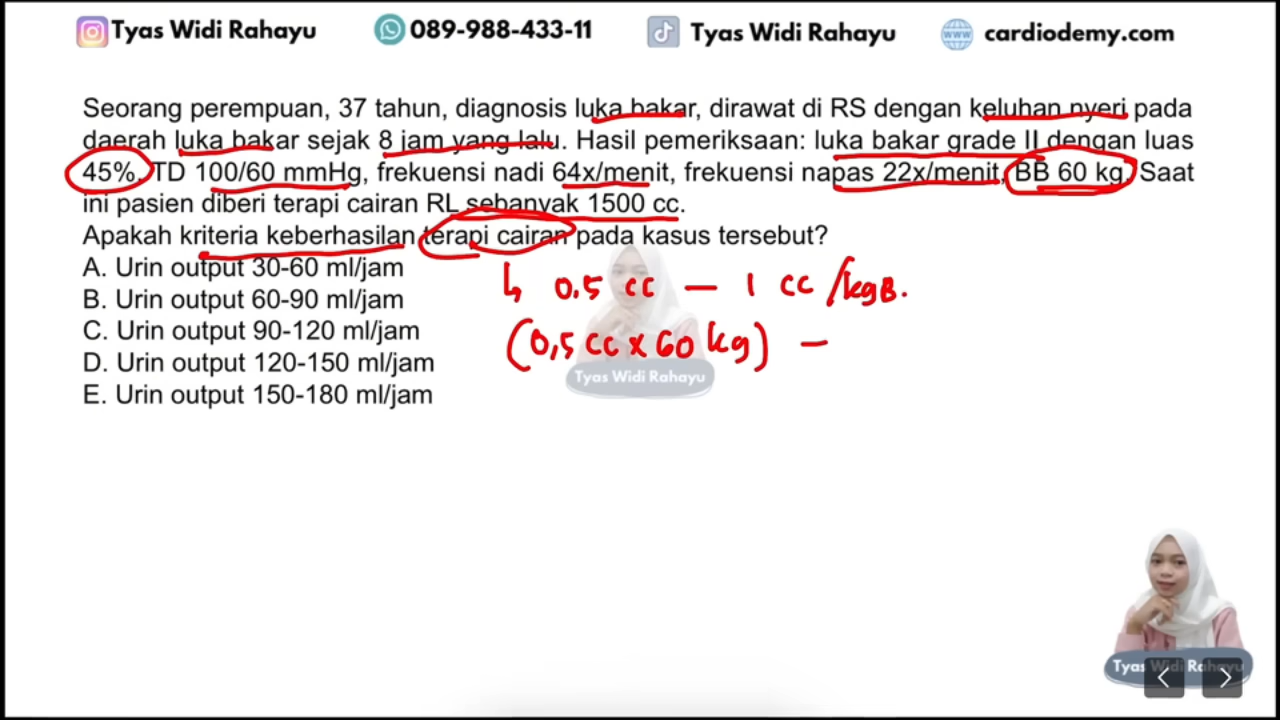 Tyas Widi Rahayu 089-988-433-11 Tyas Widi Rahayu www cardiodemy.com
Seorang perempuan, 37 tahun, diagnosis luka bakar, dirawat di RS dengan keluhan nyeri pada
daerah luka bakar sejak 8 jam yang lalu. Hasil pemeriksaan: luka bakar grade II dengan luas
45%, TD 100/60 mmHg, frekuensi nadi 64x/menit, frekuensi napas 22x/menit, BB 60 kg. Saat
ini pasien diberi terapi cairan RL sebanyak 1500 cc.
Apakah kriteria keberhasilan terapi cairan pada kasus tersebut?
A. Urin output 30-60 ml/jam
B. Urin output 60-90 ml/jam
C. Urin output 90-120 ml/jam
D. Urin output 120-150 ml/jam
E. Urin output 150-180 ml/jam
↳ 0.5 cc — 1 cc /kgB.
(0,5 cc x 60 kg) —
Tyas Widi Rahayu
Tyas Widi Rahayu